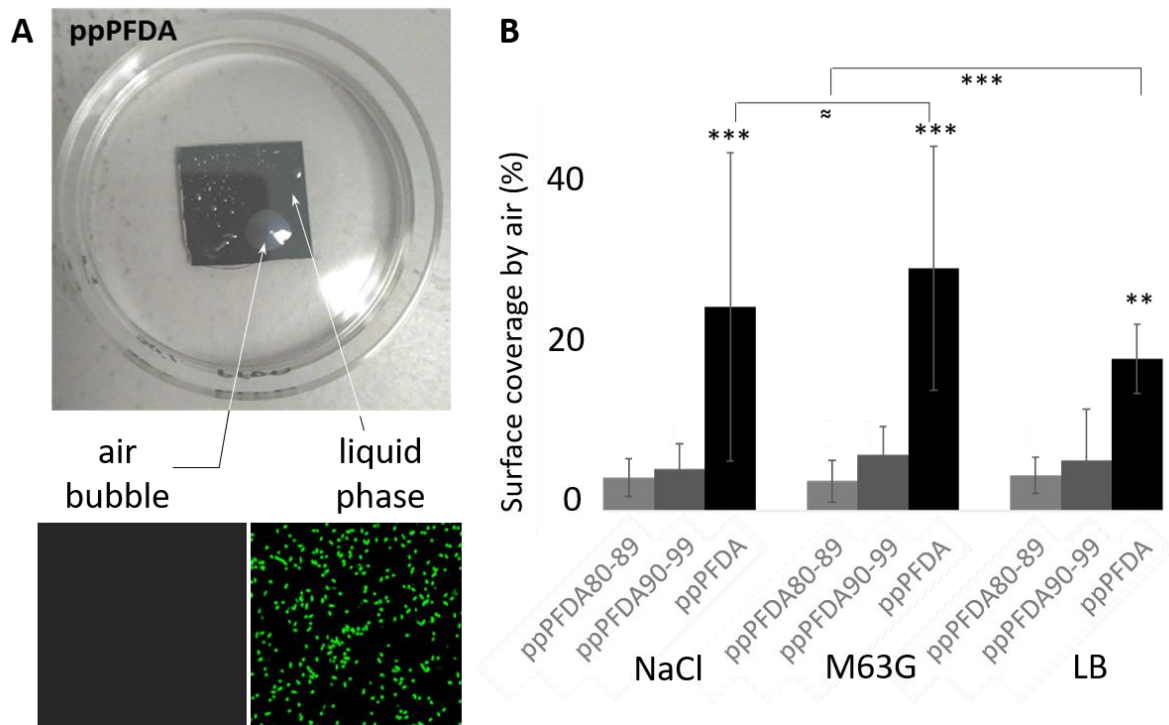 A
ppPFDA
air
bubble
liquid
phase
B
Surface coverage by air (%)
40
20
0
***
≈
***
***
**
ppPFDA80-89
ppPFDA90-99
ppPFDA
ppPFDA80-89
ppPFDA90-99
ppPFDA
ppPFDA80-89
ppPFDA90-99
ppPFDA
NaCl
M63G
LB